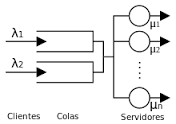 λ1
μ1
λ2
μ2
μn
Clientes Colas Servidores